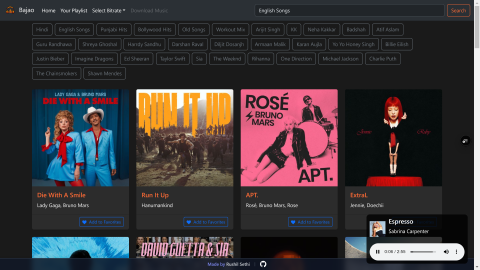 Bajao Home Your Playlist Select Bitrate Download Music English Songs Search
Hindi English Songs Punjabi Hits Bollywood Hits Old Songs Workout Mix Arijit Singh KK Neha Kakkar Badshah Atif Aslam
Guru Randhawa Shreya Ghoshal Hardy Sandhu Darshan Raval Diljit Dosanjh Armaan Malik Karan Aujla Yo Yo Honey Singh Billie Eilish
Justin Bieber Imagine Dragons Ed Sheeran Taylor Swift Sia The Weeknd Rihanna One Direction Michael Jackson Charlie Puth
The Chainsmokers Shawn Mendes
LADY GAGA & BRUNO MARS
DIE WITH A SMILE
RUN IT UP
ROSÉ
BRUNO
MARS
APT.
Jennie Ruby
Die With A Smile
Lady Gaga, Bruno Mars
Add to Favorites
Run It Up
Hanumankind
Add to Favorites
APT.
Rosé, Bruno Mars, Rose
Add to Favorites
ExtraL
Jennie, Doechii
Espresso
Sabrina Carpenter
0:06 / 2:55
DAVID GUETTA & SIA
Made by Rushil Sethi